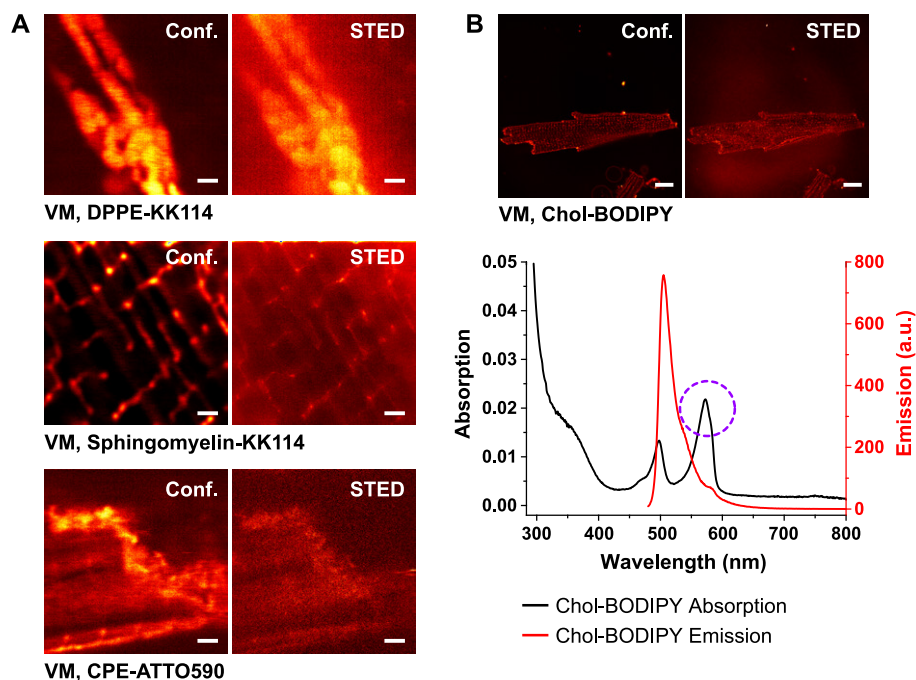 A
Conf.
STED
VM, DPPE-KK114
Conf.
STED
VM, Sphingomyelin-KK114
Conf.
STED
VM, CPE-ATTO590
B
Conf.
STED
VM, Chol-BODIPY
0.05
0.04
0.03
0.02
0.01
0.00
Absorption
800
600
400
200
0
Emission (a.u.)
300 400 500 600 700 800
Wavelength (nm)
Chol-BODIPY Absorption
Chol-BODIPY Emission